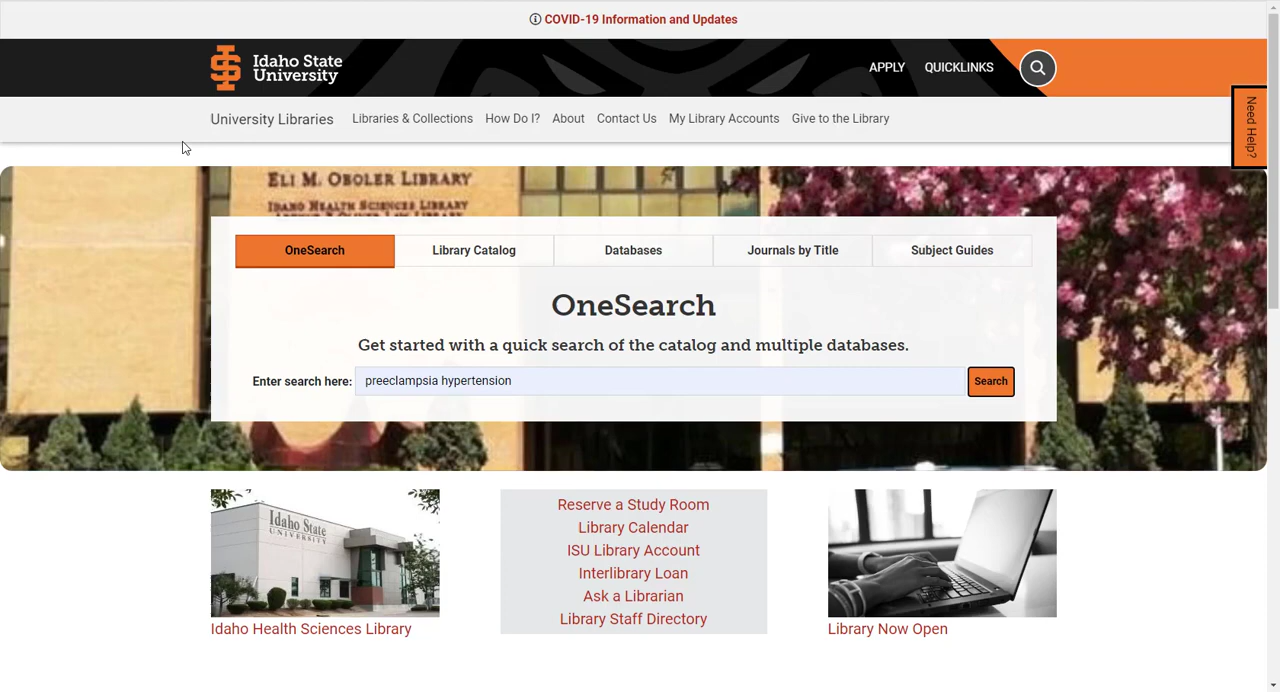 COVID-19 Information and Updates
Idaho State
University
APPLY QUICKLINKS
Need Help?
University Libraries Libraries & Collections How Do I? About Contact Us My Library Accounts Give to the Library
ELI M. OBOLER LIBRARY
IDAHO HEALTH SCIENCES LIBRARY
OneSearch Library Catalog Databases Journals by Title Subject Guides
OneSearch
Get started with a quick search of the catalog and multiple databases.
Enter search here: preeclampsia hypertension Search
Idaho State
UNIVERSITY
Reserve a Study Room
Library Calendar
ISU Library Account
Interlibrary Loan
Ask a Librarian
Library Staff Directory
Idaho Health Sciences Library
Library Now Open